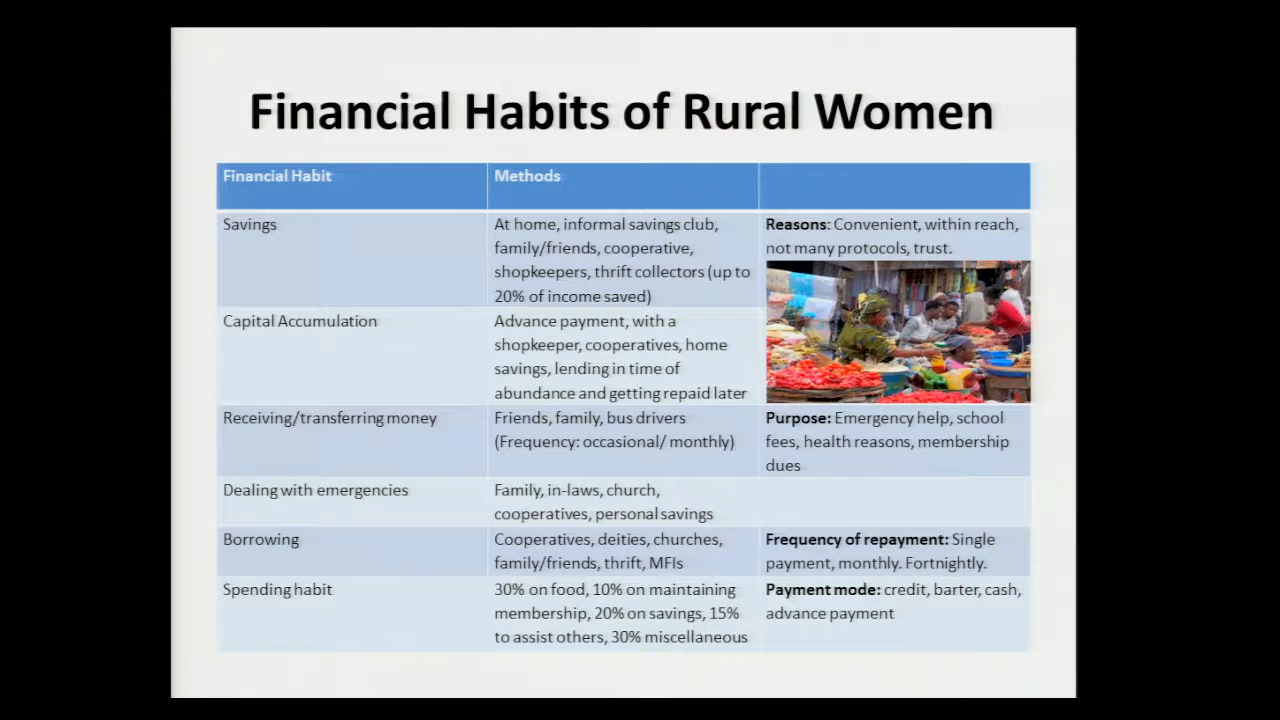 Financial Habits of Rural Women
Financial Habit
Methods
Savings
At home, informal savings club,
family/friends, cooperative,
shopkeepers, thrift collectors (up to
20% of income saved)
Reasons: Convenient, within reach,
not many protocols, trust.
Capital Accumulation
Advance payment, with a
shopkeeper, cooperatives, home
savings, lending in time of
abundance and getting repaid later
Receiving/transferring money
Friends, family, bus drivers
(Frequency: occasional/ monthly)
Purpose: Emergency help, school
fees, health reasons, membership
dues
Dealing with emergencies
Family, in-laws, church,
cooperatives, personal savings
Borrowing
Cooperatives, deities, churches,
family/friends, thrift, MFIs
Frequency of repayment: Single
payment, monthly. Fortnightly.
Spending habit
30% on food, 10% on maintaining
membership, 20% on savings, 15%
to assist others, 30% miscellaneous
Payment mode: credit, barter, cash,
advance payment